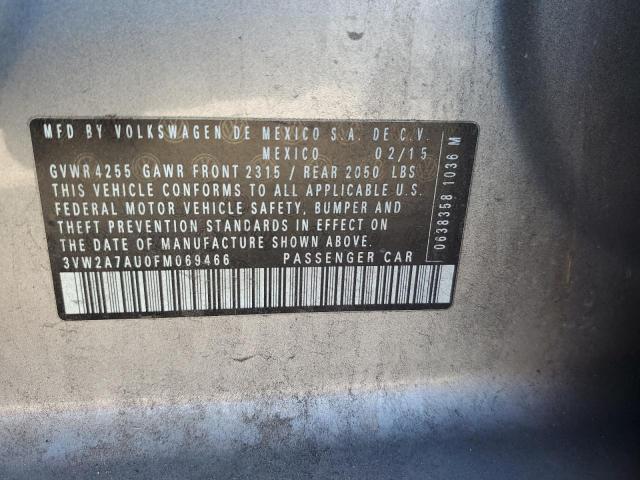 MFD BY VOLKSWAGEN DE MEXICO S.A. DE C.V.
MEXICO 02/15
GVWR 4255 GAWR FRONT 2315 / REAR 2050 LBS
THIS VEHICLE CONFORMS TO ALL APPLICABLE U.S.
FEDERAL MOTOR VEHICLE SAFETY, BUMPER AND
THEFT PREVENTION STANDARDS IN EFFECT ON
THE DATE OF MANUFACTURE SHOWN ABOVE.
3VW2A7AU0FM069466 PASSENGER CAR
0638358 1036 M